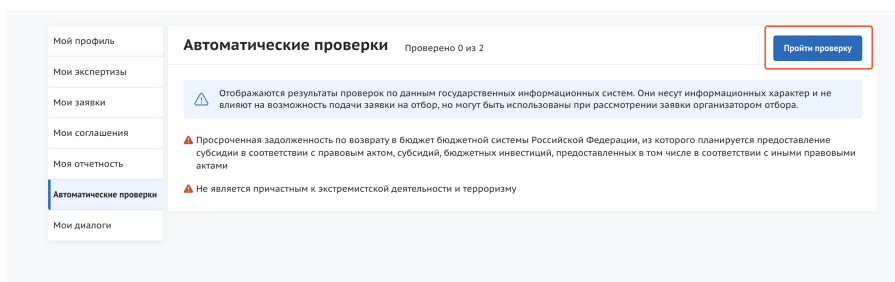 Мой профиль
Мои экспертизы
Мои заявки
Мои соглашения
Моя отчетность
Автоматические проверки
Мои диалоги
Автоматические проверки Проверено 0 из 2
Пройти проверку
Отображаются результаты проверок по данным государственных информационных систем. Они несут информационных характер и не
влияют на возможность подачи заявки на отбор, но могут быть использованы при рассмотрении заявки организатором отбора.
Просроченная задолженность по возврату в бюджет бюджетной системы Российской Федерации, из которого планируется предоставление
субсидии в соответствии с правовым актом, субсидий, бюджетных инвестиций, предоставленных в том числе в соответствии с иными правовыми
актами
Не является причастным к экстремистской деятельности и терроризму